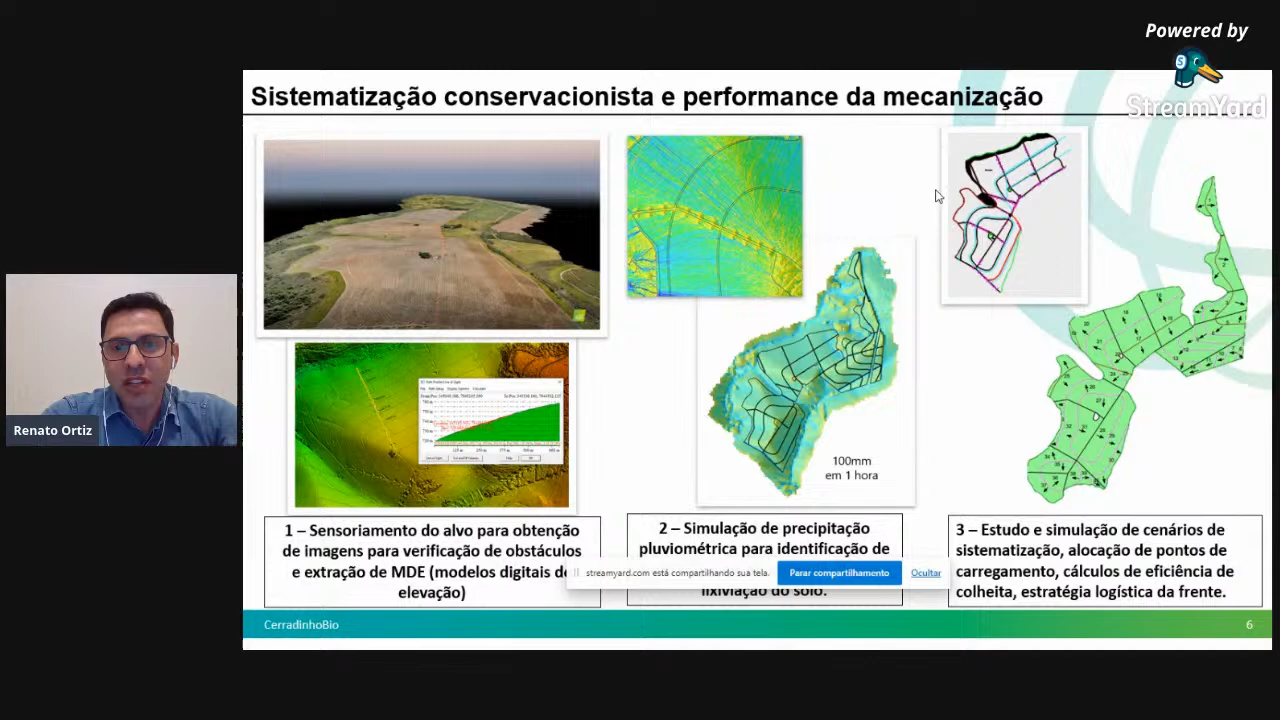 Powered by
StreamYard
Sistematização conservacionista e performance da mecanização
Renato Ortiz
100mm
em 1 hora
1 – Sensoriamento do alvo para obtenção
de imagens para verificação de obstáculos
e extração de MDE (modelos digitais de
elevação)
2 – Simulação de precipitação
pluviométrica para identificação de
lixiviação do solo.
streamyard.com está compartilhando sua tela.
Parar compartilhamento
Ocultar
3 – Estudo e simulação de cenários de
sistematização, alocação de pontos de
carregamento, cálculos de eficiência de
colheita, estratégia logística da frente.
CerradinhoBio
6